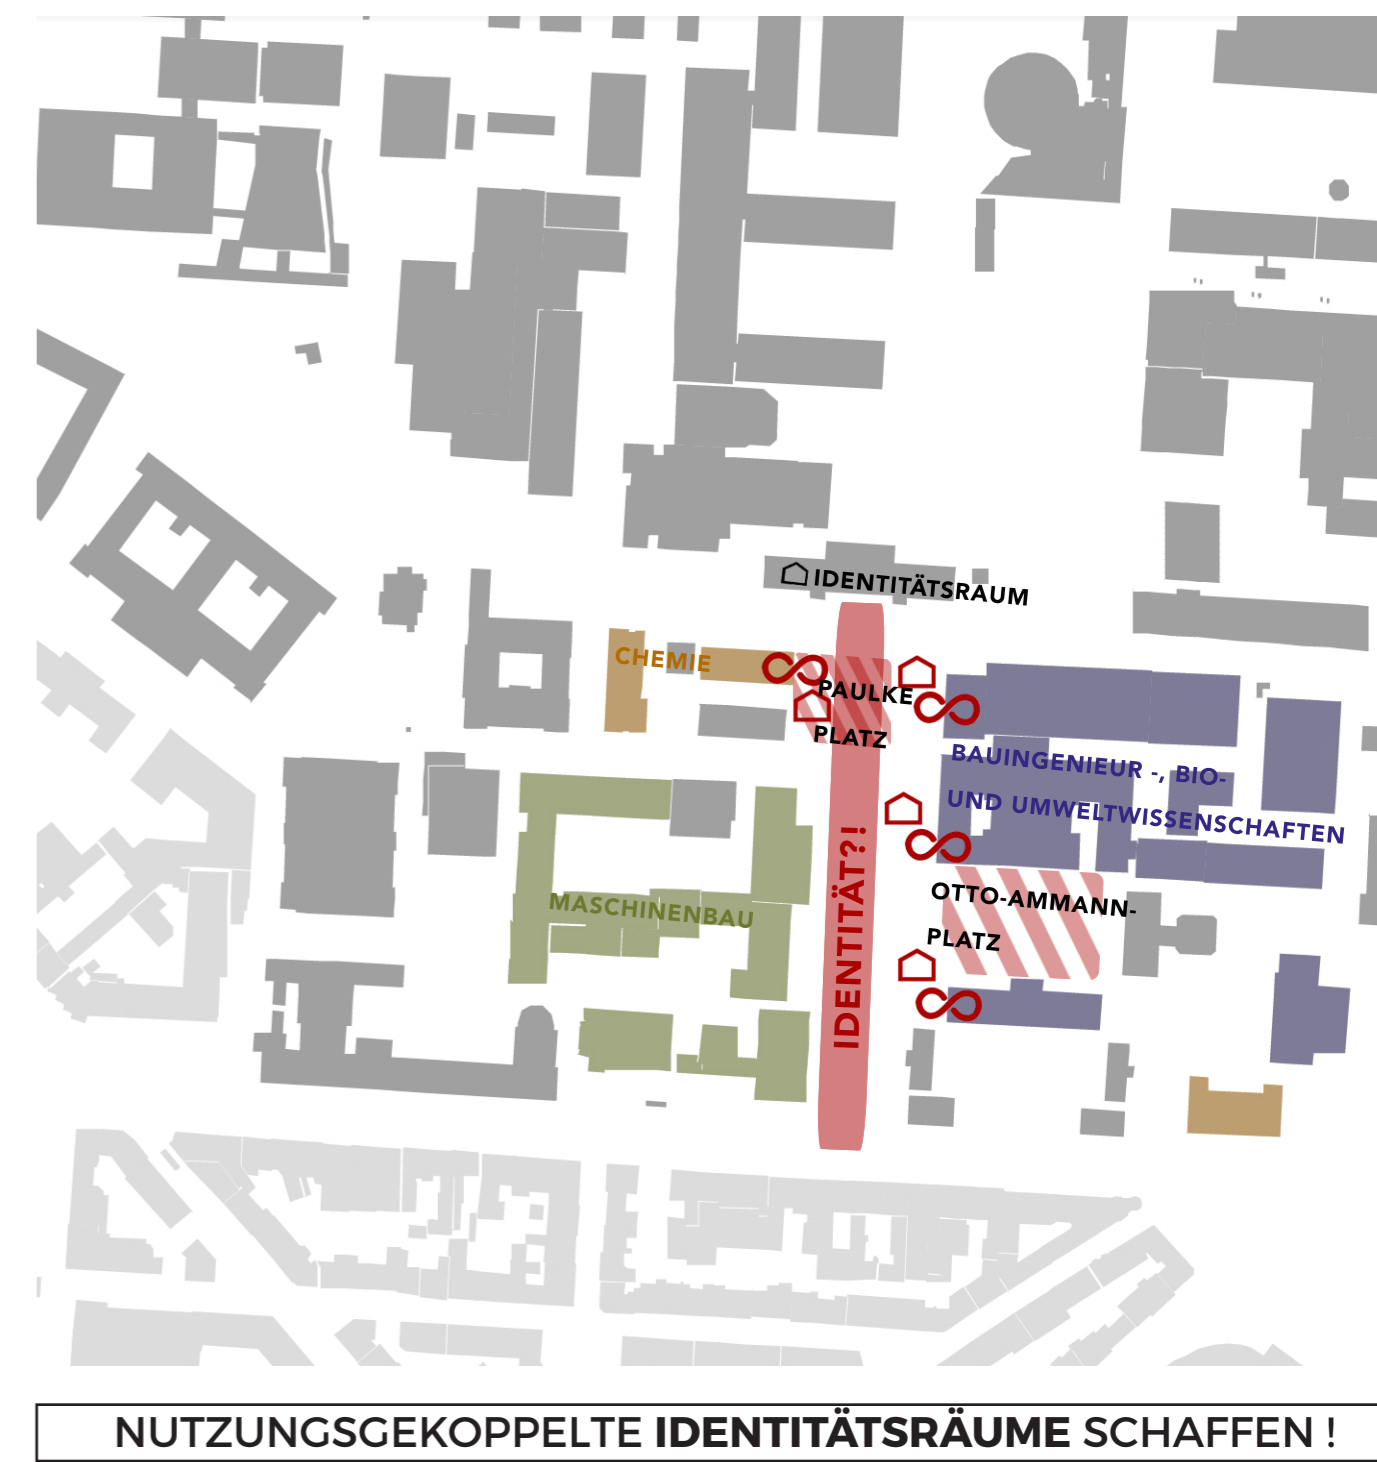 IDENTITÄTSRAUM
CHEMIE
PAULKE
PLATZ
BAUINGENIEUR -, BIO-
UND UMWELTWISSENSCHAFTEN
IDENTITÄT?!
MASCHINENBAU
OTTO-AMMANN-
PLATZ
NUTZUNGSGEKOPPELTE IDENTITÄTSRÄUME SCHAFFEN !